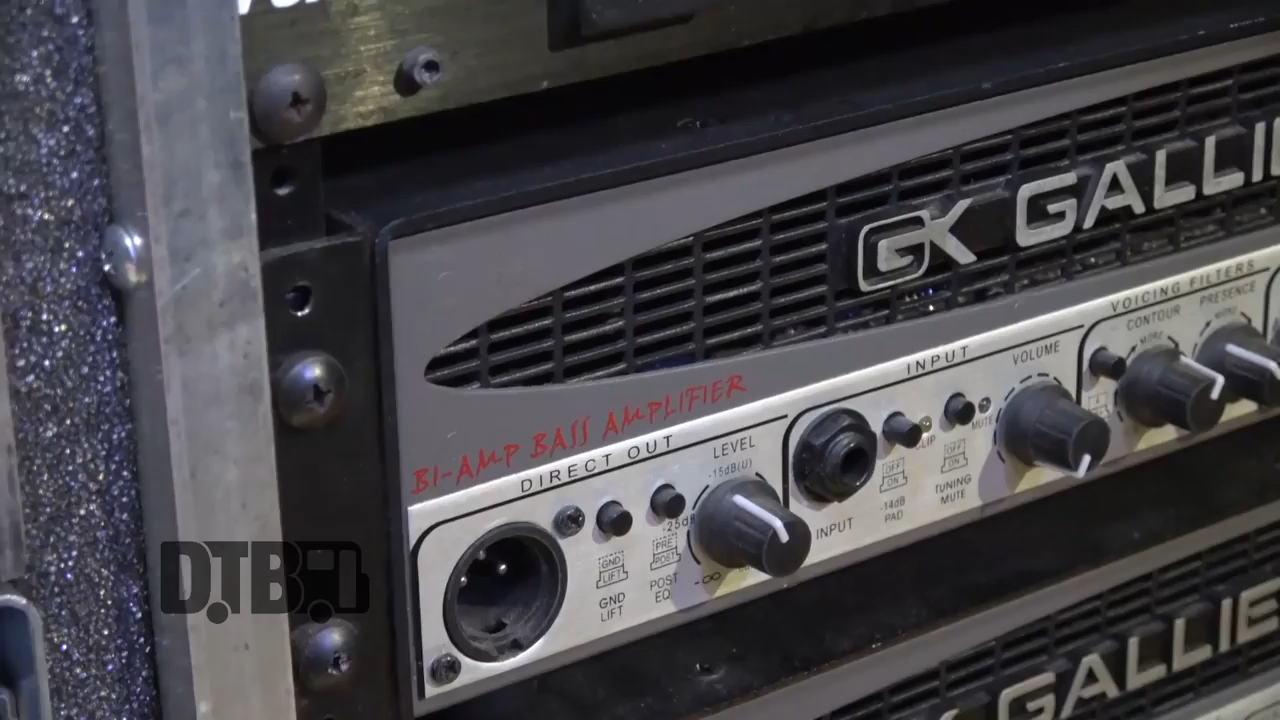 GK GALLIE
BI-AMP BASS AMPLIFIER
DIRECT OUT
LEVEL
-15dB(U)
-25dB
-∞
GND
LIFT
GND
LIFT
PRE
POST
POST
EQ
INPUT
INPUT
CLIP
OFF
ON
-14dB
PAD
MUTE
OFF
ON
TUNING
MUTE
VOLUME
VOICING FILTERS
CONTOUR
MORE
PRESENCE
MORE
DTB
GALLIE